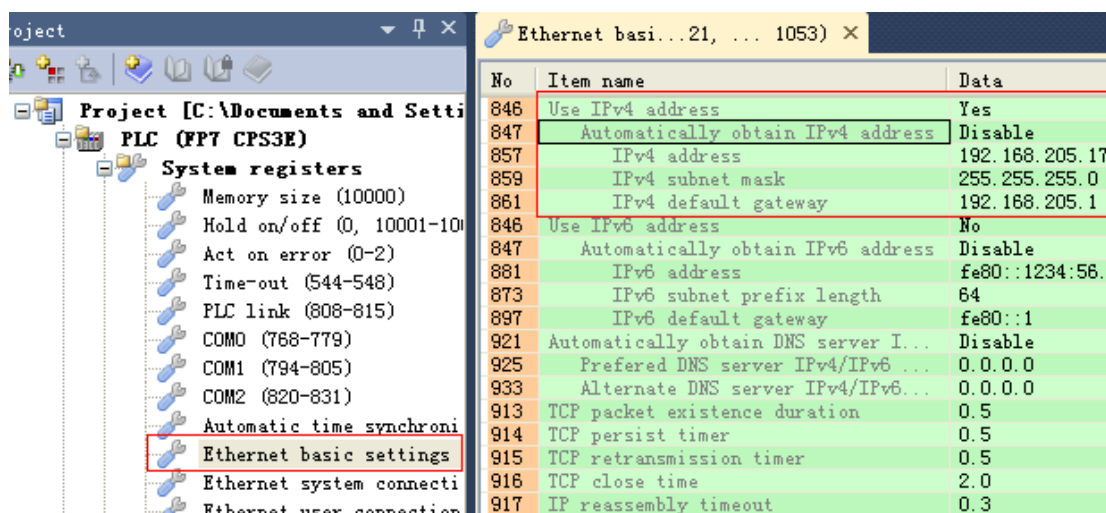 oject
Project [C:\Documents and Setti
PLC (FP7 CPS3E)
System registers
Memory size (10000)
Hold on/off (0, 10001-10
Act on error (0-2)
Time-out (544-548)
PLC link (808-815)
COM0 (768-779)
COM1 (794-805)
COM2 (820-831)
Automatic time synchroni
Ethernet basic settings
Ethernet system connecti
Ethernet user connection
Ethernet basi...21, ... 1053)
No Item name Data
846 Use IPv4 address Yes
847 Automatically obtain IPv4 address Disable
857 IPv4 address 192.168.205.17
859 IPv4 subnet mask 255.255.255.0
861 IPv4 default gateway 192.168.205.1
846 Use IPv6 address No
847 Automatically obtain IPv6 address Disable
881 IPv6 address fe80::1234:56.
873 IPv6 subnet prefix length 64
897 IPv6 default gateway fe80::1
921 Automatically obtain DNS server I... Disable
925 Prefered DNS server IPv4/IPv6 ... 0.0.0.0
933 Alternate DNS server IPv4/IPv6... 0.0.0.0
913 TCP packet existence duration 0.5
914 TCP persist timer 0.5
915 TCP retransmission timer 0.5
916 TCP close time 2.0
917 IP reassembly timeout 0.3